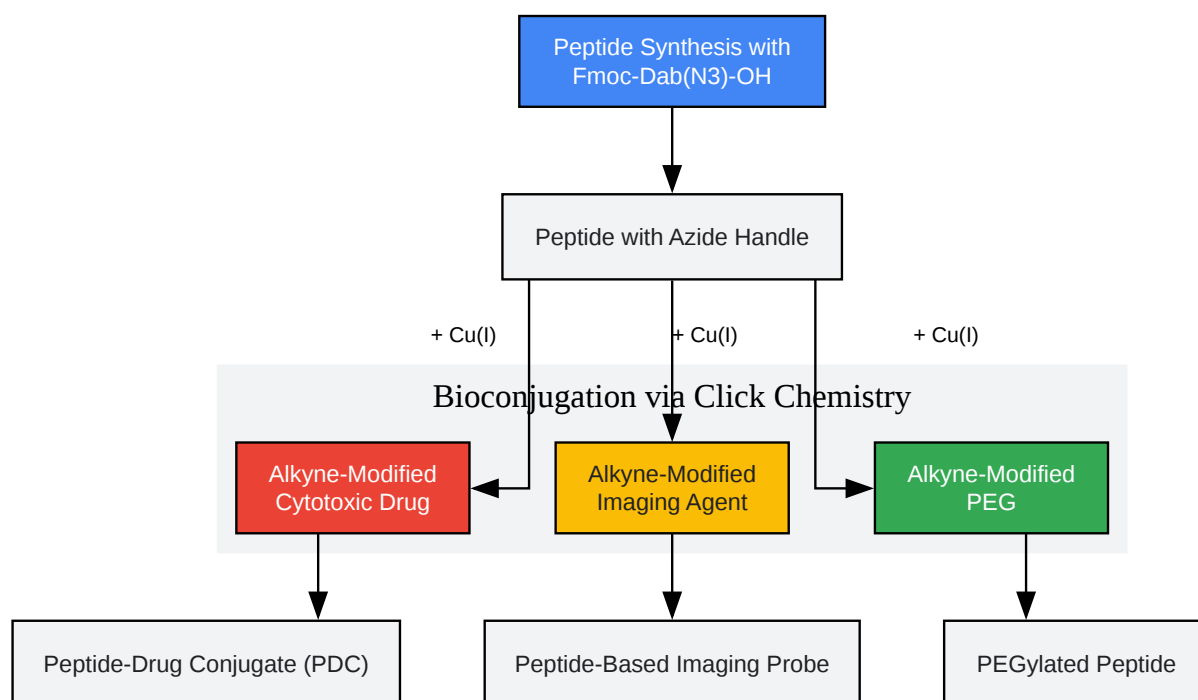 Peptide Synthesis with
Fmoc-Dab(N3)-OH
Peptide with Azide Handle
+ Cu(I)
+ Cu(I)
+ Cu(I)
Bioconjugation via Click Chemistry
Alkyne-Modified
Cytotoxic Drug
Alkyne-Modified
Imaging Agent
Alkyne-Modified
PEG
Peptide-Drug Conjugate (PDC)
Peptide-Based Imaging Probe
PEGylated Peptide